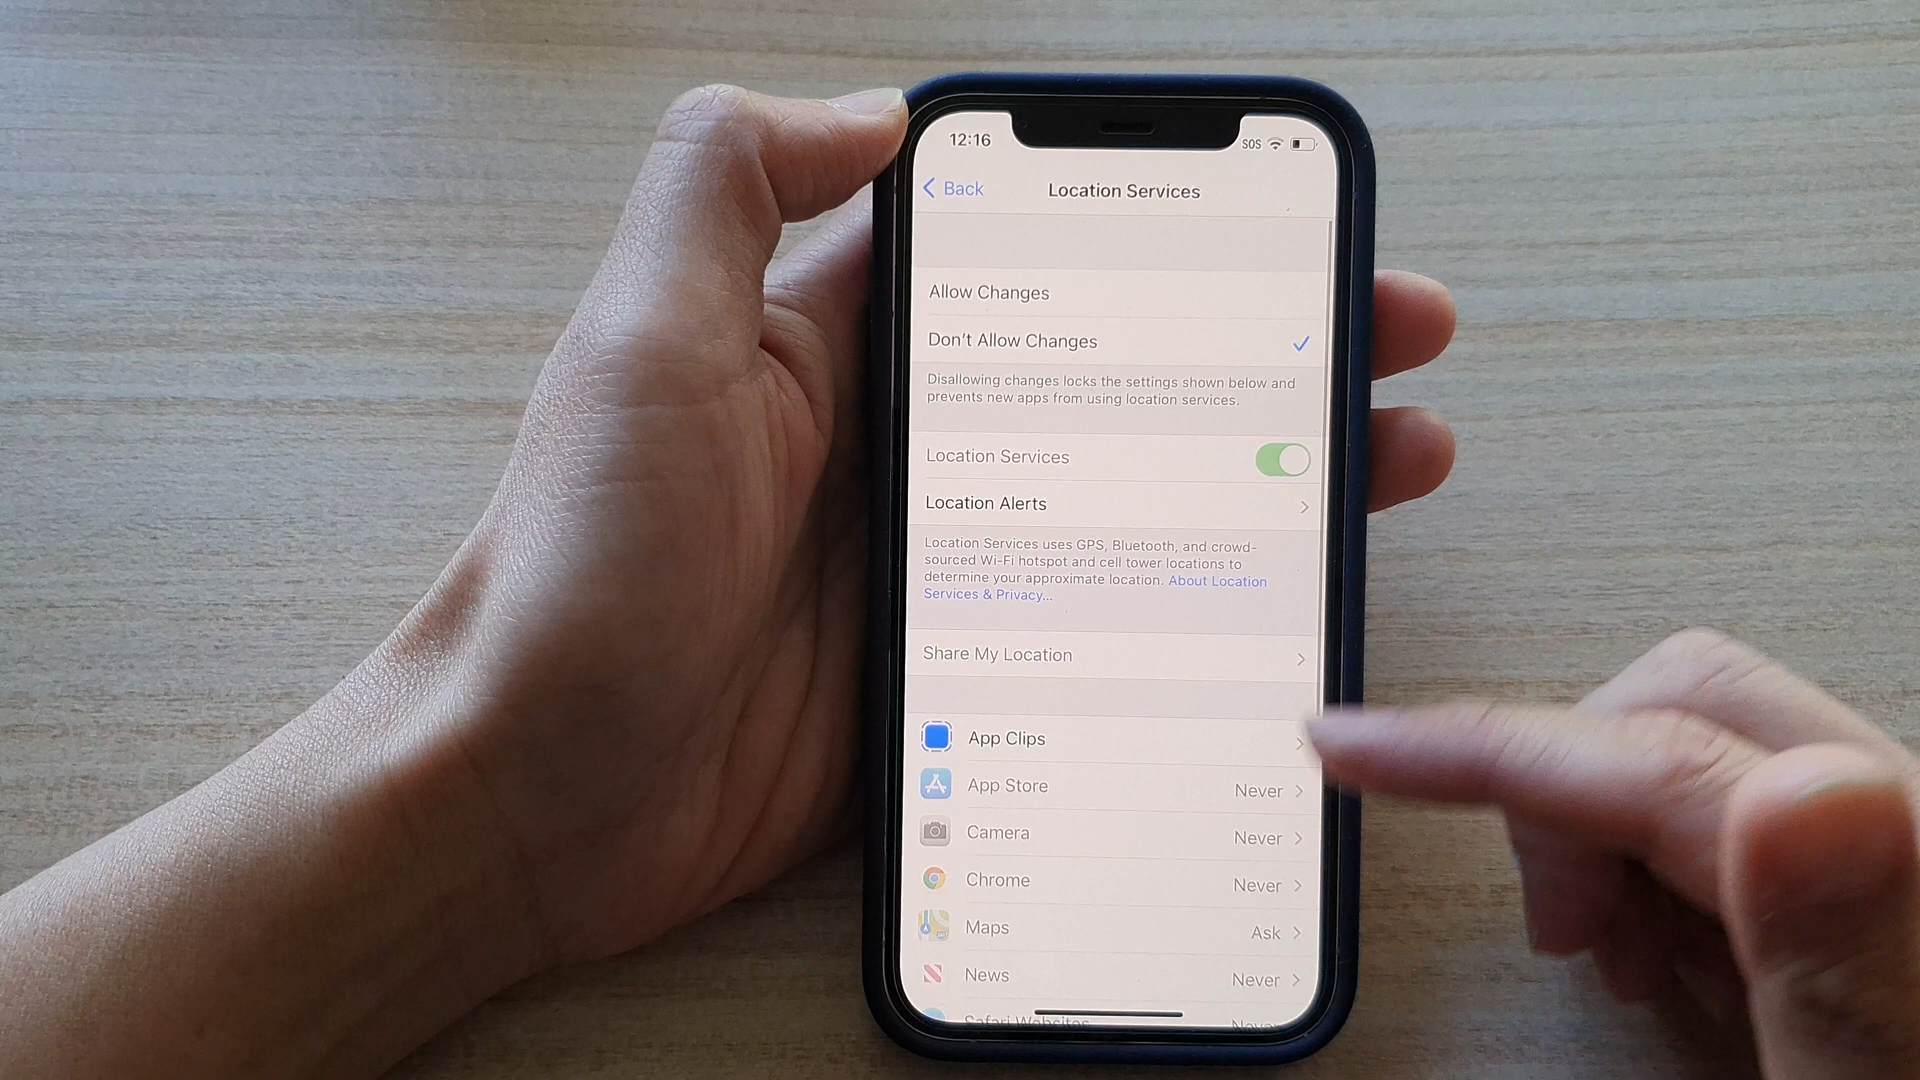 12:16
SOS
Back
Location Services
Allow Changes
Don't Allow Changes
Disallowing changes locks the settings shown below and
prevents new apps from using location services.
Location Services
Location Alerts
Location Services uses GPS, Bluetooth, and crowd-
sourced Wi-Fi hotspot and cell tower locations to
determine your approximate location. About Location
Services & Privacy...
Share My Location
App Clips
App Store Never
Camera Never
Chrome Never
Maps Ask
News Never
Safari Websites Never